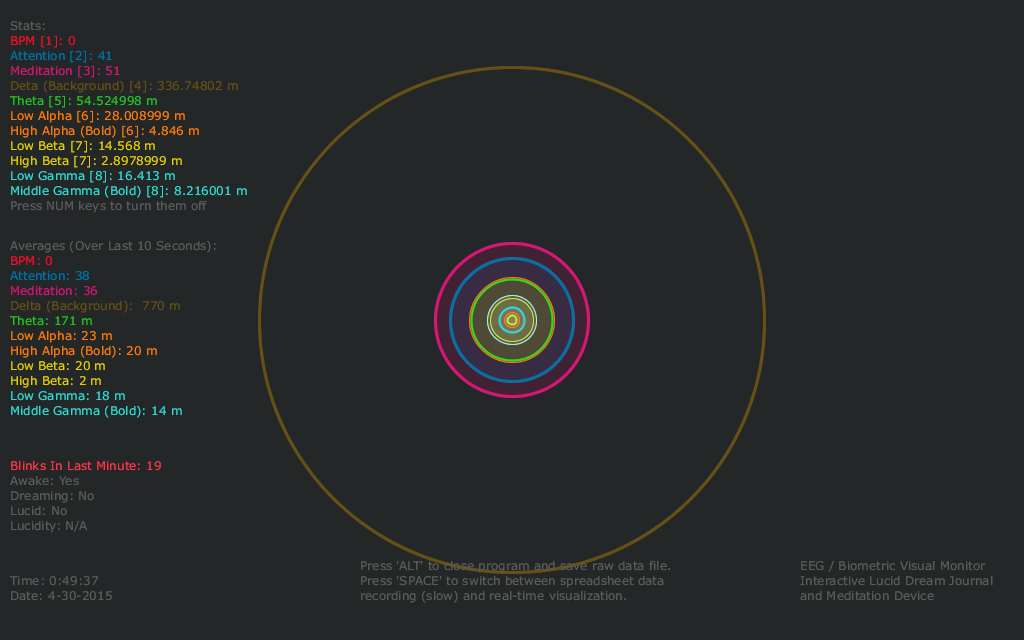 Stats:
BPM [1]: 0
Attention [2]: 41
Meditation [3]: 51
Deta (Background) [4]: 336.74802 m
Theta [5]: 54.524998 m
Low Alpha [6]: 28.008999 m
High Alpha (Bold) [6]: 4.846 m
Low Beta [7]: 14.568 m
High Beta [7]: 2.8978999 m
Low Gamma [8]: 16.413 m
Middle Gamma (Bold) [8]: 8.216001 m
Press NUM keys to turn them off
Averages (Over Last 10 Seconds):
BPM: 0
Attention: 38
Meditation: 36
Delta (Background):  770 m
Theta: 171 m
Low Alpha: 23 m
High Alpha (Bold): 20 m
Low Beta: 20 m
High Beta: 2 m
Low Gamma: 18 m
Middle Gamma (Bold): 14 m
Blinks In Last Minute: 19
Awake: Yes
Dreaming: No
Lucid: No
Lucidity: N/A
Time: 0:49:37
Date: 4-30-2015
Press 'ALT' to close program and save raw data file.
Press 'SPACE' to switch between spreadsheet data
recording (slow) and real-time visualization.
EEG / Biometric Visual Monitor
Interactive Lucid Dream Journal
and Meditation Device